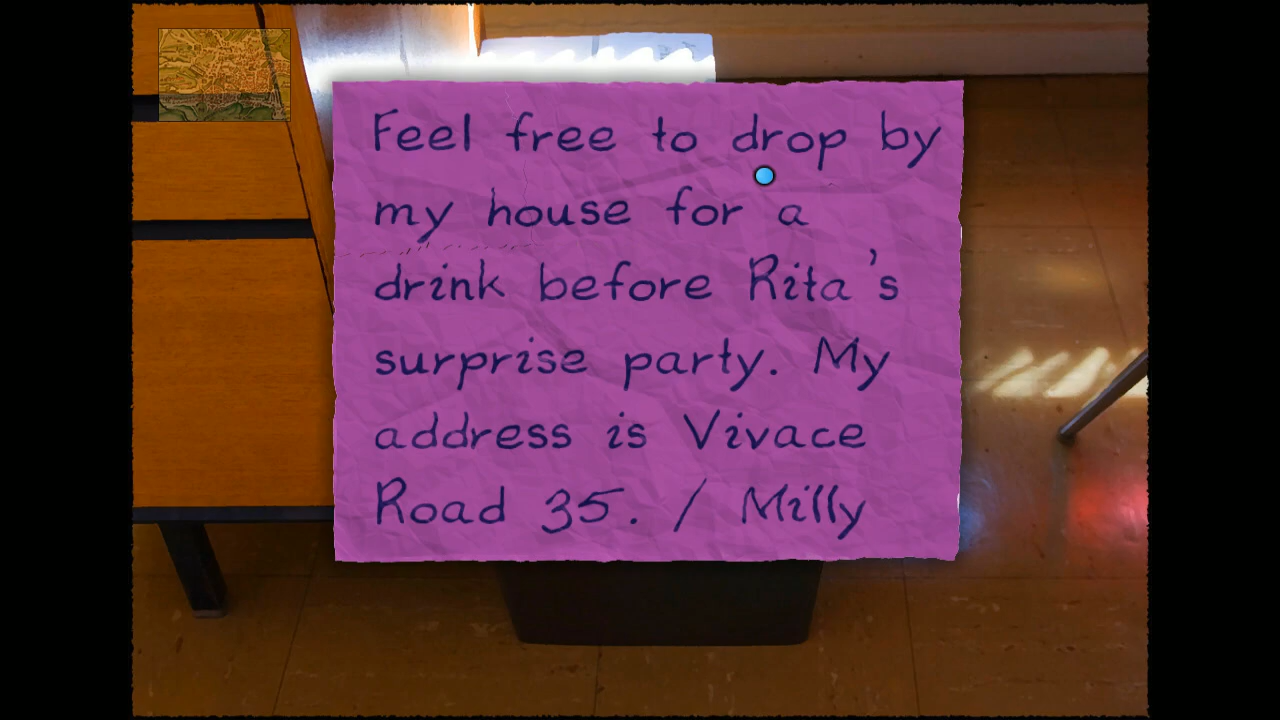 Feel free to drop by
my house for a
drink before Rita's
surprise party. My
address is Vivace
Road 35. / Milly